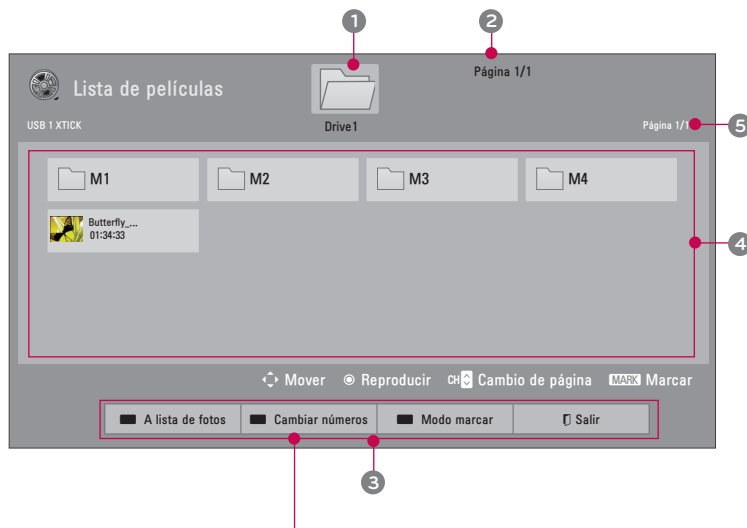 1
2
Página 1/1
Lista de películas
USB 1 XTICK
Drive1
Página 1/1
5
M1
M2
M3
M4
Butterfly_...
01:34:33
4
Mover
Reproducir
CH Cambio de página
MARK Marcar
A lista de fotos
Cambiar números
Modo marcar
Salir
3